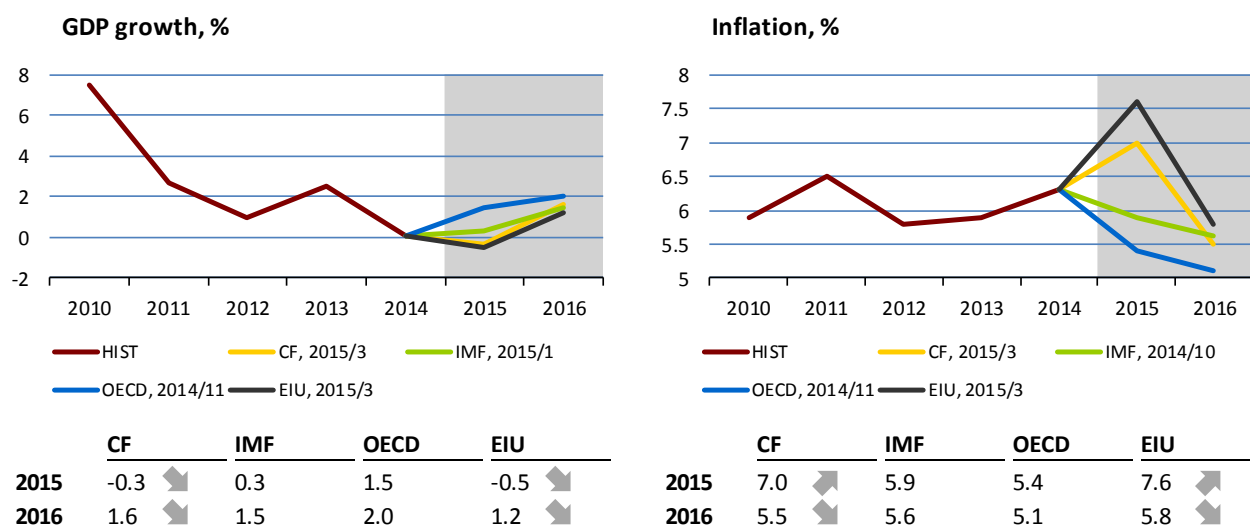 GDP growth, %
8
6
4
2
0
-2
2010 2011 2012 2013 2014 2015 2016
HIST CF, 2015/3 IMF, 2015/1
OECD, 2014/11 EIU, 2015/3
CF IMF OECD EIU
2015 -0.3 0.3 1.5 -0.5
2016 1.6 1.5 2.0 1.2
Inflation, %
8
7.5
7
6.5
6
5.5
5
2010 2011 2012 2013 2014 2015 2016
HIST CF, 2015/3 IMF, 2014/10
OECD, 2014/11 EIU, 2015/3
CF IMF OECD EIU
2015 7.0 5.9 5.4 7.6
2016 5.5 5.6 5.1 5.8